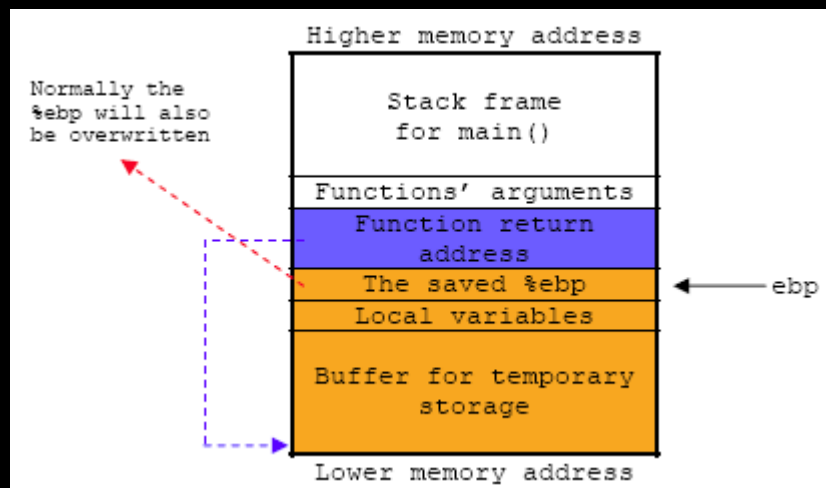 Higher memory address
Normally the
%ebp will also
be overwritten
Stack frame
for main()
Functions' arguments
Function return
address
The saved %ebp
ebp
Local variables
Buffer for temporary
storage
Lower memory address